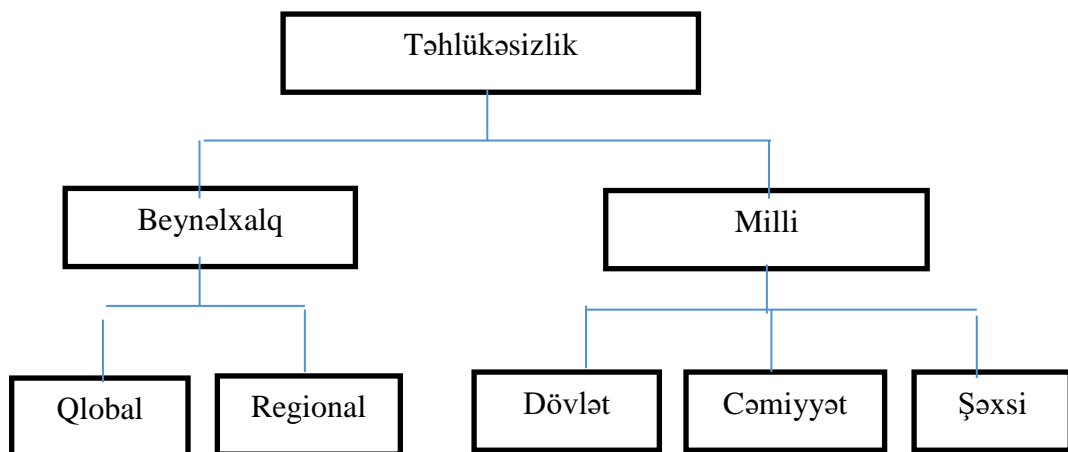 Təhlükəsizlik
Beynəlxalq
Milli
Qlobal
Regional
Dövlət
Cəmiyyət
Şəxsi